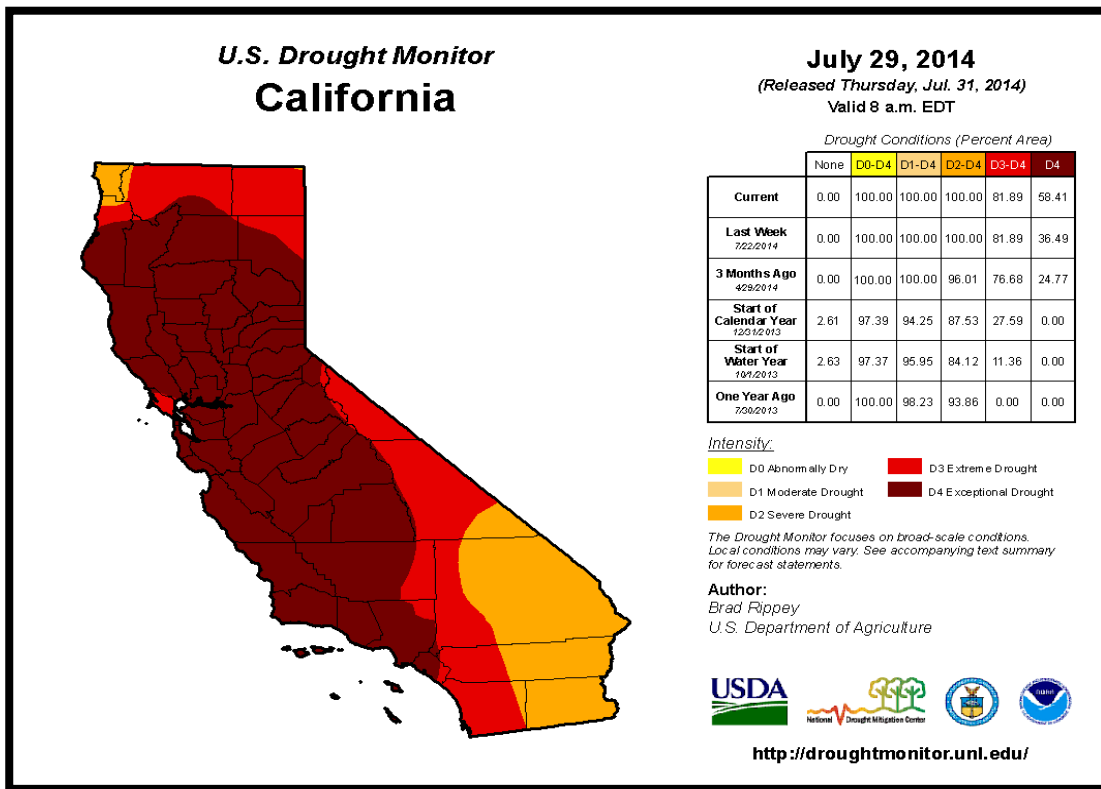 U.S. Drought Monitor
California
July 29, 2014
(Released Thursday, Jul. 31, 2014)
Valid 8 a.m. EDT
Drought Conditions (Percent Area)
None D0-D4 D1-D4 D2-D4 D3-D4 D4
Current 0.00 100.00 100.00 100.00 81.89 58.41
Last Week
7/22/2014 0.00 100.00 100.00 100.00 81.89 36.49
3 Months Ago
4/29/2014 0.00 100.00 100.00 96.01 76.68 24.77
Start of
Calendar Year
12/31/2013 2.61 97.39 94.25 87.53 27.59 0.00
Start of
Water Year
10/1/2013 2.63 97.37 95.95 84.12 11.36 0.00
One Year Ago
7/30/2013 0.00 100.00 98.23 93.86 0.00 0.00
Intensity:
D0 Abnormally Dry
D1 Moderate Drought
D2 Severe Drought
D3 Extreme Drought
D4 Exceptional Drought
The Drought Monitor focuses on broad-scale conditions.
Local conditions may vary. See accompanying text summary
for forecast statements.
Author:
Brad Rippey
U.S. Department of Agriculture
USDA
National Drought Mitigation Center
NOAA
http://droughtmonitor.unl.edu/